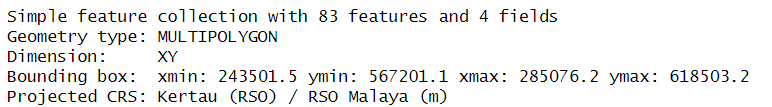 Simple feature collection with 83 features and 4 fields
Geometry type: MULTIPOLYGON
Dimension:     XY
Bounding box:  xmin: 243501.5 ymin: 567201.1 xmax: 285076.2 ymax: 618503.2
Projected CRS: Kertau (RSO) / RSO Malaya (m)